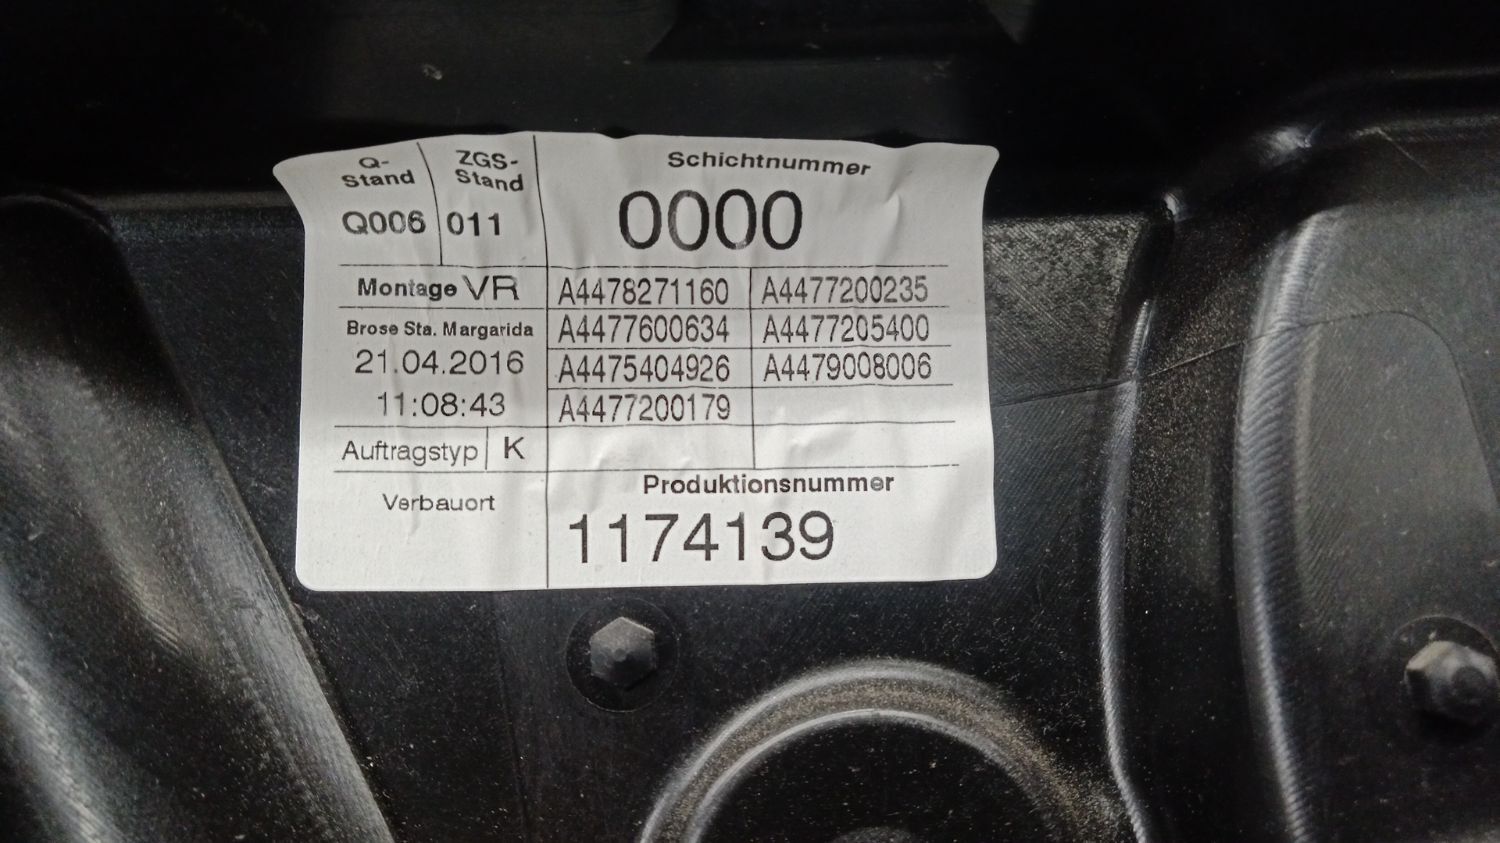 Q-Stand
ZGS-Stand
Schichtnummer
Q006
011
0000
Montage VR
A4478271160
A4477200235
Brose Sta. Margarida
A4477600634
A4477205400
21.04.2016
A4475404926
A4479008006
11:08:43
A4477200179
Auftragstyp
K
Verbauort
Produktionsnummer
1174139